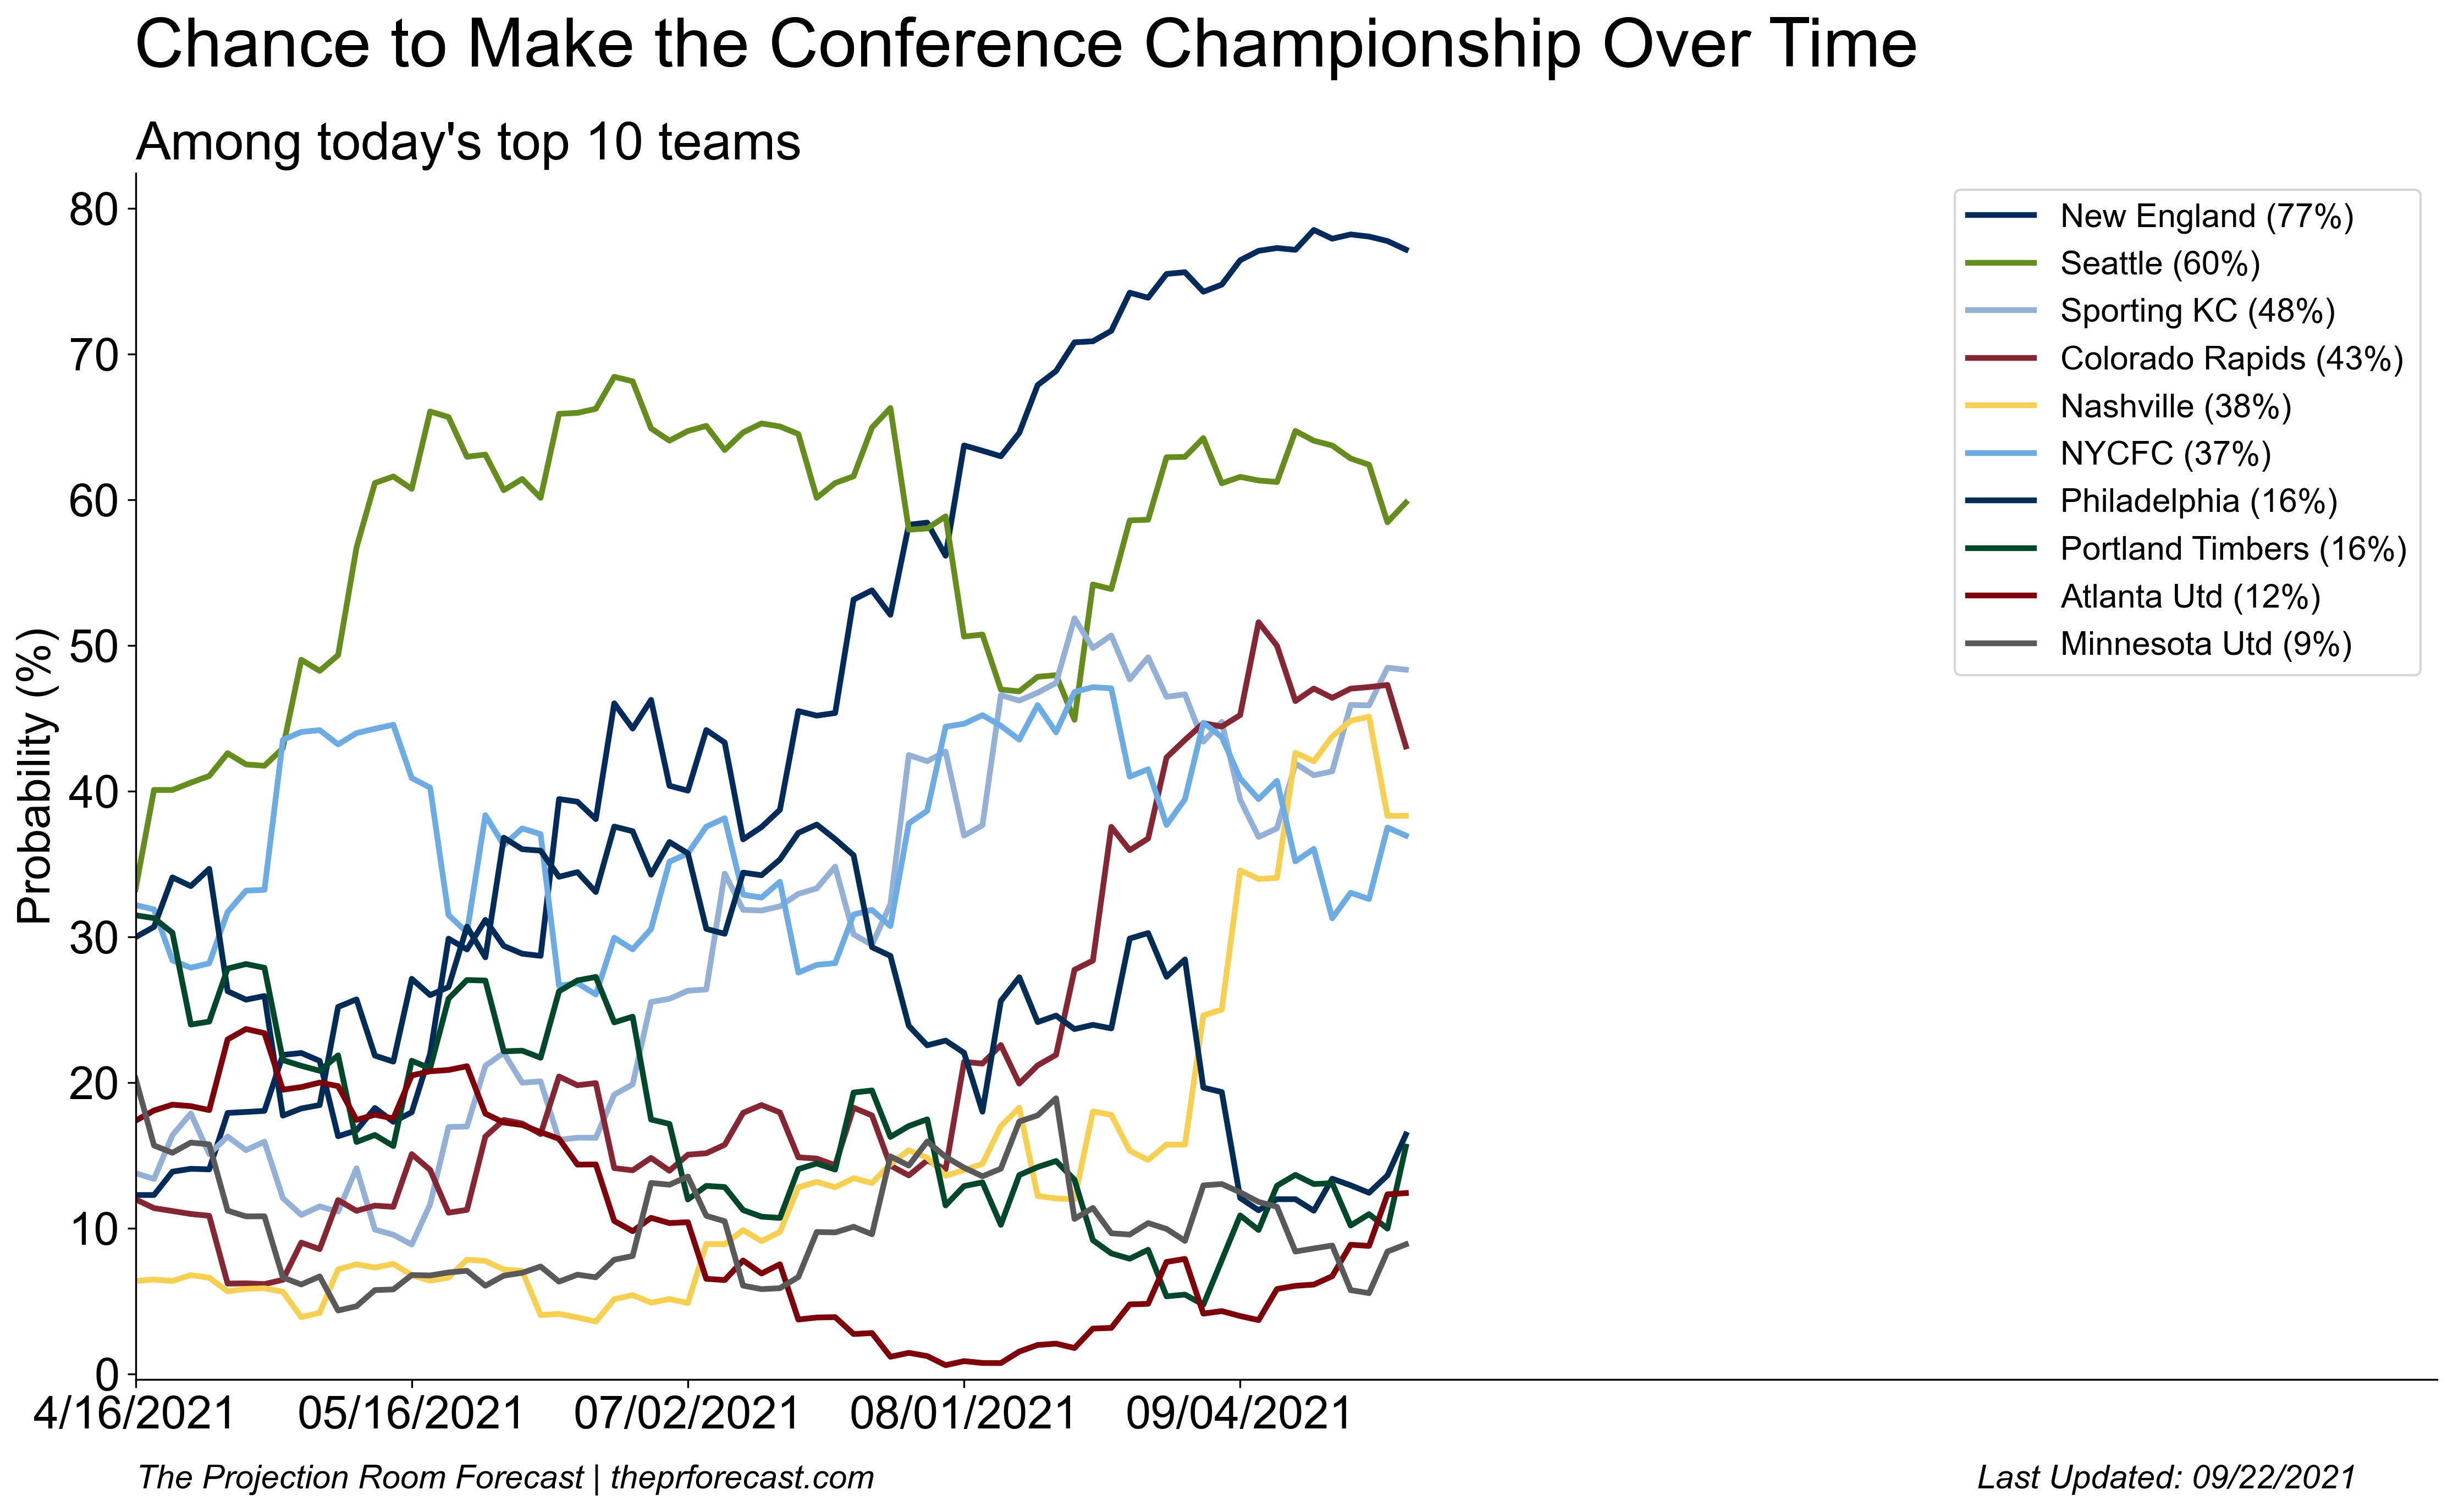 Chance to Make the Conference Championship Over Time
Among today's top 10 teams
80
70
60
50
40
30
20
10
0
Probability (%)
4/16/2021
05/16/2021
07/02/2021
08/01/2021
09/04/2021
New England (77%)
Seattle (60%)
Sporting KC (48%)
Colorado Rapids (43%)
Nashville (38%)
NYCFC (37%)
Philadelphia (16%)
Portland Timbers (16%)
Atlanta Utd (12%)
Minnesota Utd (9%)
The Projection Room Forecast | theprforecast.com
Last Updated: 09/22/2021